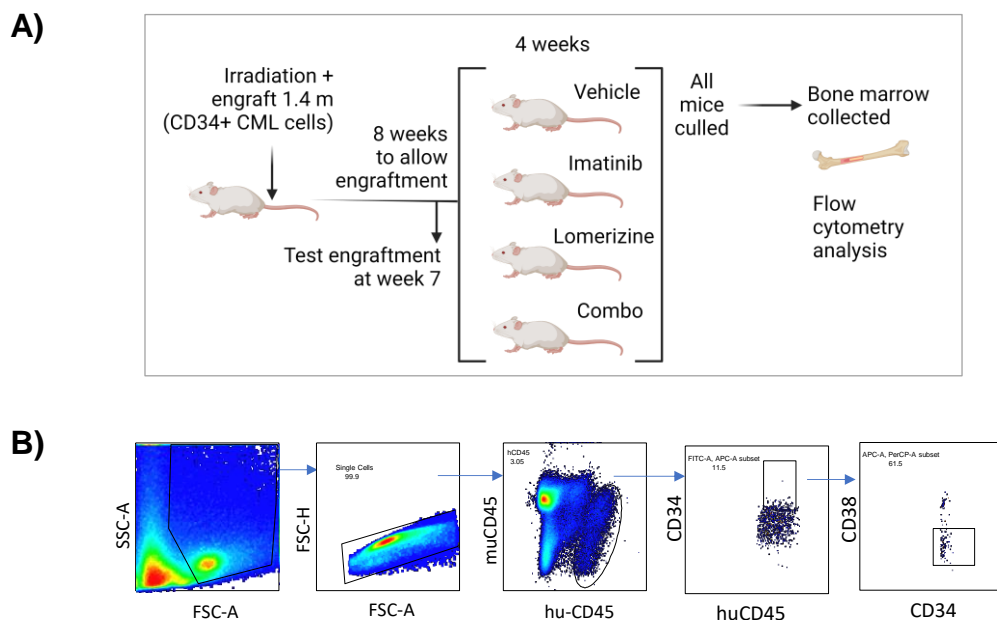 A)
4 weeks
Irradiation +
engraft 1.4 m
(CD34+ CML cells)
8 weeks
to allow
engraftment
Test engraftment
at week 7
Vehicle
Imatinib
Lomerizine
Combo
All
mice
culled
Bone marrow
collected
Flow
cytometry
analysis
B)
SSC-A
FSC-A
FSC-H
Single Cells
99.9
FSC-A
muCD45
hCD45
3.05
hu-CD45
CD34
FITC-A, APC-A subset
11.5
huCD45
CD38
APC-A, PerCP-A subset
61.5
CD34